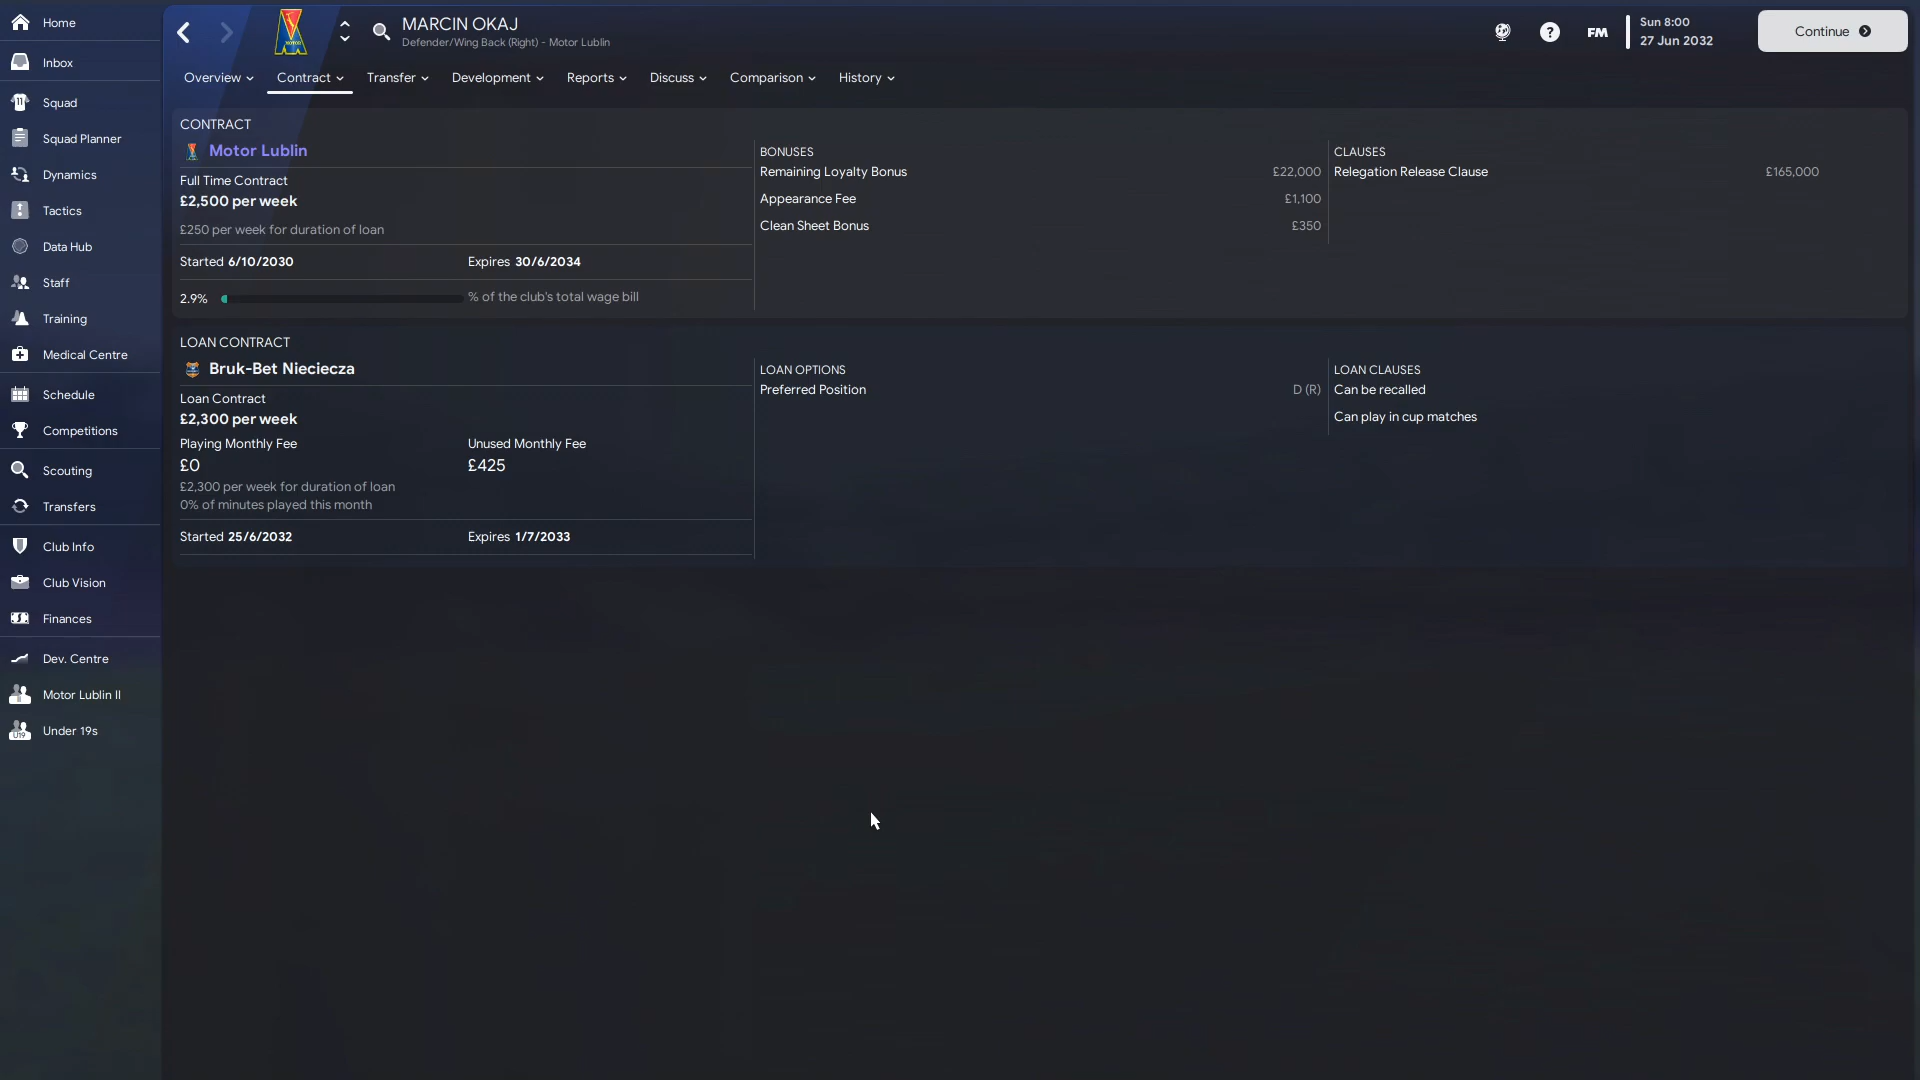 Home
Inbox
Squad
Squad Planner
Dynamics
Tactics
Data Hub
Staff
Training
Medical Centre
Schedule
Competitions
Scouting
Transfers
Club Info
Club Vision
Finances
Dev. Centre
Motor Lublin II
Under 19s
MARCIN OKAJ
Defender/Wing Back (Right) - Motor Lublin
FM
Sun 8:00
27 Jun 2032
Continue
Overview
Contract
Transfer
Development
Reports
Discuss
Comparison
History
CONTRACT
Motor Lublin
Full Time Contract
£2,500 per week
£250 per week for duration of loan
Started 6/10/2030
Expires 30/6/2034
2.9%
% of the club's total wage bill
BONUSES
Remaining Loyalty Bonus £22,000
Appearance Fee £1,100
Clean Sheet Bonus £350
CLAUSES
Relegation Release Clause £165,000
LOAN CONTRACT
Bruk-Bet Nieciecza
Loan Contract
£2,300 per week
Playing Monthly Fee
£0
Unused Monthly Fee
£425
£2,300 per week for duration of loan
0% of minutes played this month
Started 25/6/2032
Expires 1/7/2033
LOAN OPTIONS
Preferred Position D (R)
LOAN CLAUSES
Can be recalled
Can play in cup matches